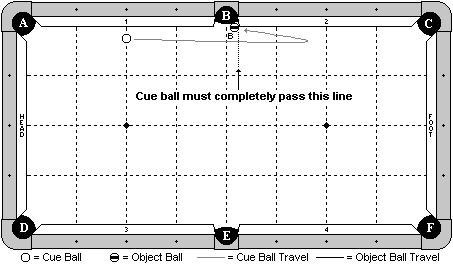 A
B
C
1
2
B
Cue ball must completely pass this line
HEAD
FOOT
D
3
E
4
F
= Cue Ball = Object Ball = Cue Ball Travel = Object Ball Travel